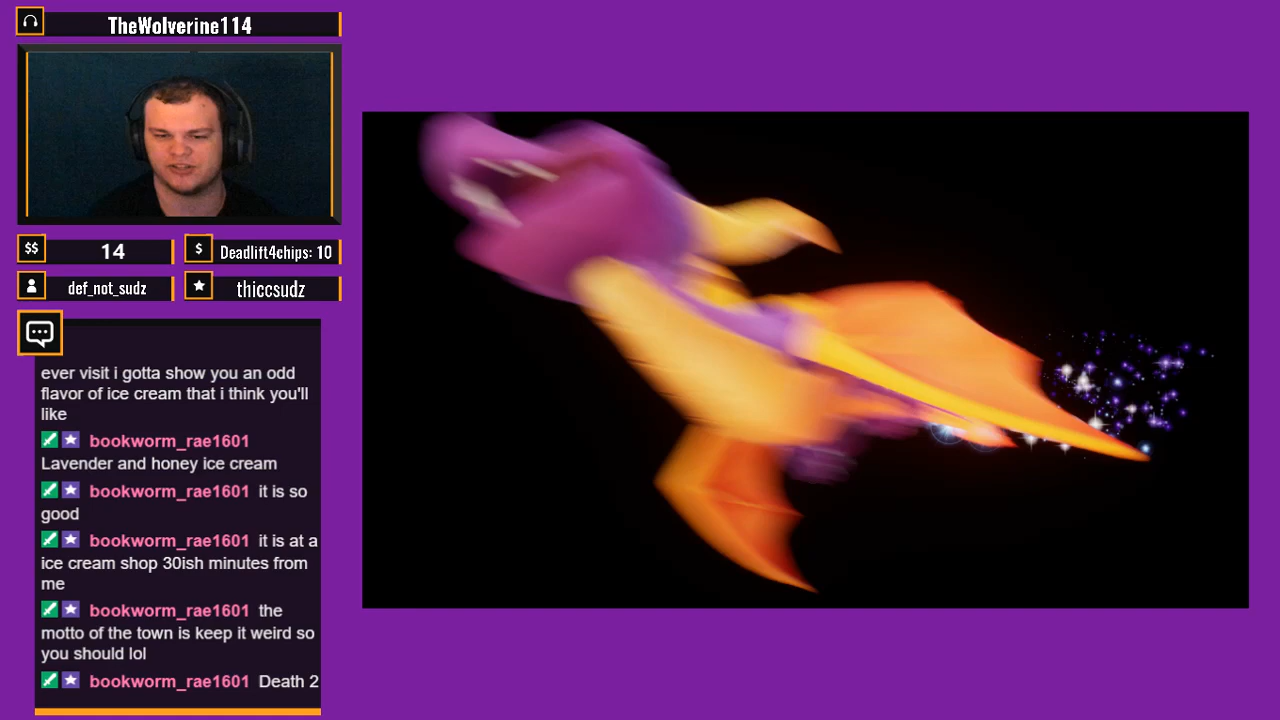 TheWolverine114
$$
14
$
Deadlift4chips: 10
def_not_sudz
thiccsudz
ever visit i gotta show you an odd
flavor of ice cream that i think you'll
like
bookworm_rae1601
Lavender and honey ice cream
bookworm_rae1601 it is so
good
bookworm_rae1601 it is at a
ice cream shop 30ish minutes from
me
bookworm_rae1601 the
motto of the town is keep it weird so
you should lol
bookworm_rae1601 Death 2